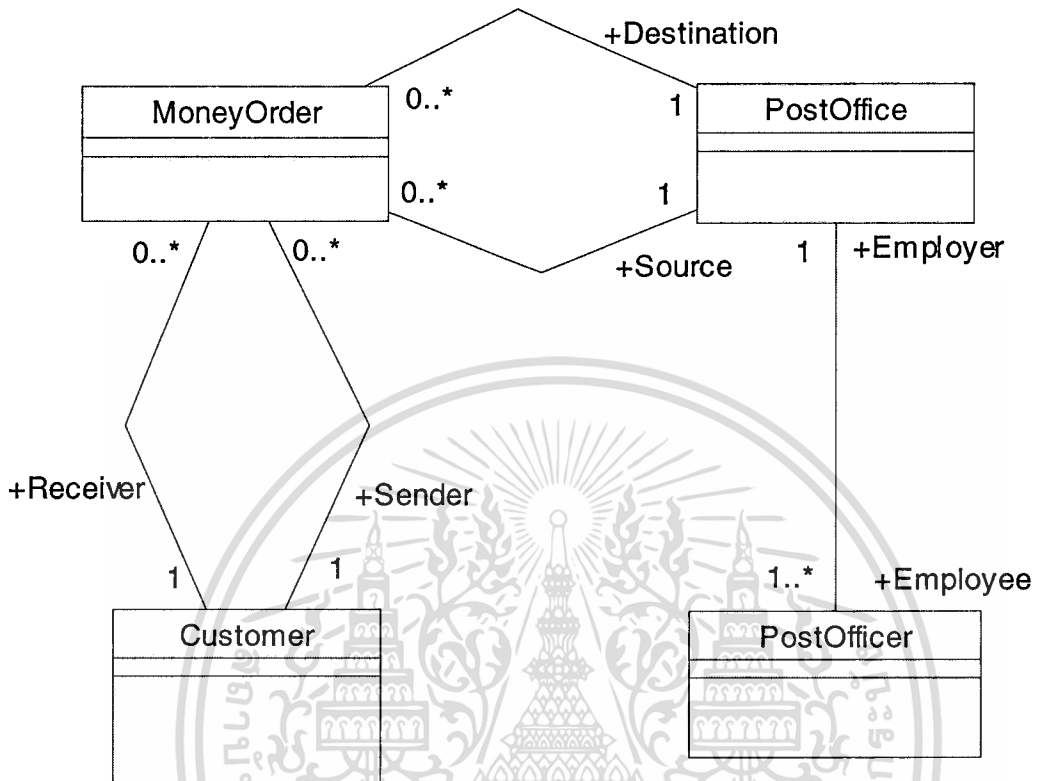 +Destination
MoneyOrder
0..*
1
PostOffice
0..*
1
0..*
0..*
+Source
1
+Employer
+Receiver
+Sender
1
1
1..*
+Employee
Customer
PostOfficer